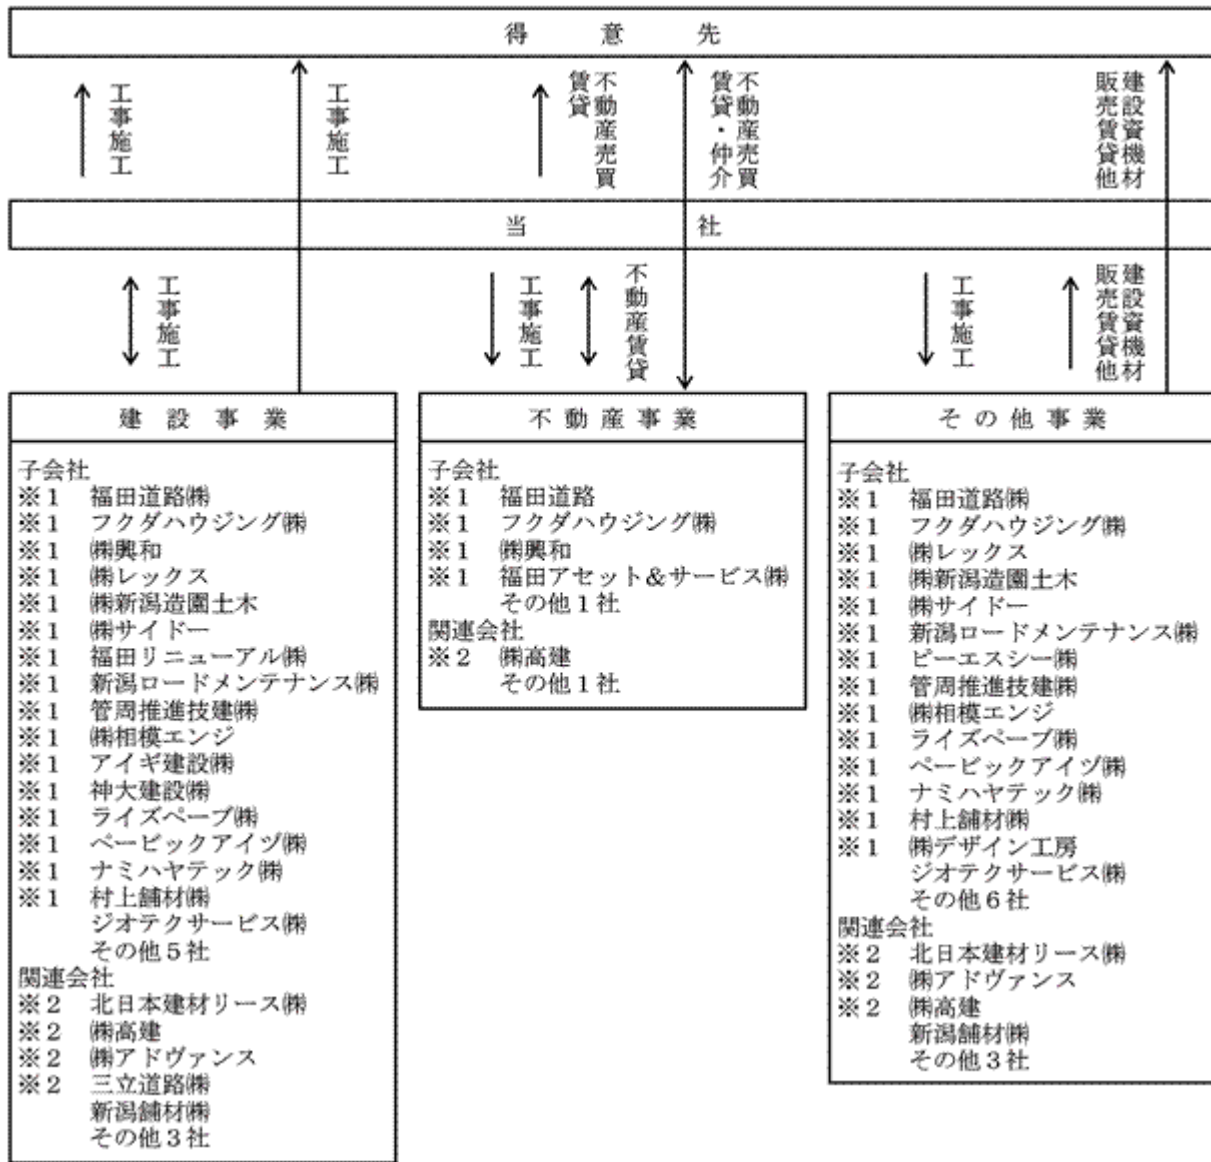 得意先
工事施工
工事施工
不動産売買
賃貸
不動産売買
賃貸・仲介
建設資機材
販売賃貸他
当社
工事施工
工事施工
不動産賃貸
工事施工
建設資機材
販売賃貸他
建設事業
子会社
※1 福田道路㈱
※1 フクダハウジング㈱
※1 ㈱興和
※1 ㈱レックス
※1 ㈱新潟造園土木
※1 ㈱サイドー
※1 福田リニューアル㈱
※1 新潟ロードメンテナンス㈱
※1 管周推進技建㈱
※1 ㈱相模エンジ
※1 アイギ建設㈱
※1 神大建設㈱
※1 ライズペーブ㈱
※1 ペービックアイヅ㈱
※1 ナミハヤテック㈱
※1 村上舗材㈱
ジオテクサービス㈱
その他5社
関連会社
※2 北日本建材リース㈱
※2 ㈱高建
※2 ㈱アドヴァンス
※2 三立道路㈱
新潟舗材㈱
その他3社
不動産事業
子会社
※1 福田道路
※1 フクダハウジング㈱
※1 ㈱興和
※1 福田アセット＆サービス㈱
その他1社
関連会社
※2 ㈱高建
その他1社
その他事業
子会社
※1 福田道路㈱
※1 フクダハウジング㈱
※1 ㈱レックス
※1 ㈱新潟造園土木
※1 ㈱サイドー
※1 新潟ロードメンテナンス㈱
※1 ピーエスシー㈱
※1 管周推進技建㈱
※1 ㈱相模エンジ
※1 ライズペーブ㈱
※1 ペービックアイヅ㈱
※1 ナミハヤテック㈱
※1 村上舗材㈱
※1 ㈱デザイン工房
ジオテクサービス㈱
その他6社
関連会社
※2 北日本建材リース㈱
※2 ㈱アドヴァンス
※2 ㈱高建
新潟舗材㈱
その他3社